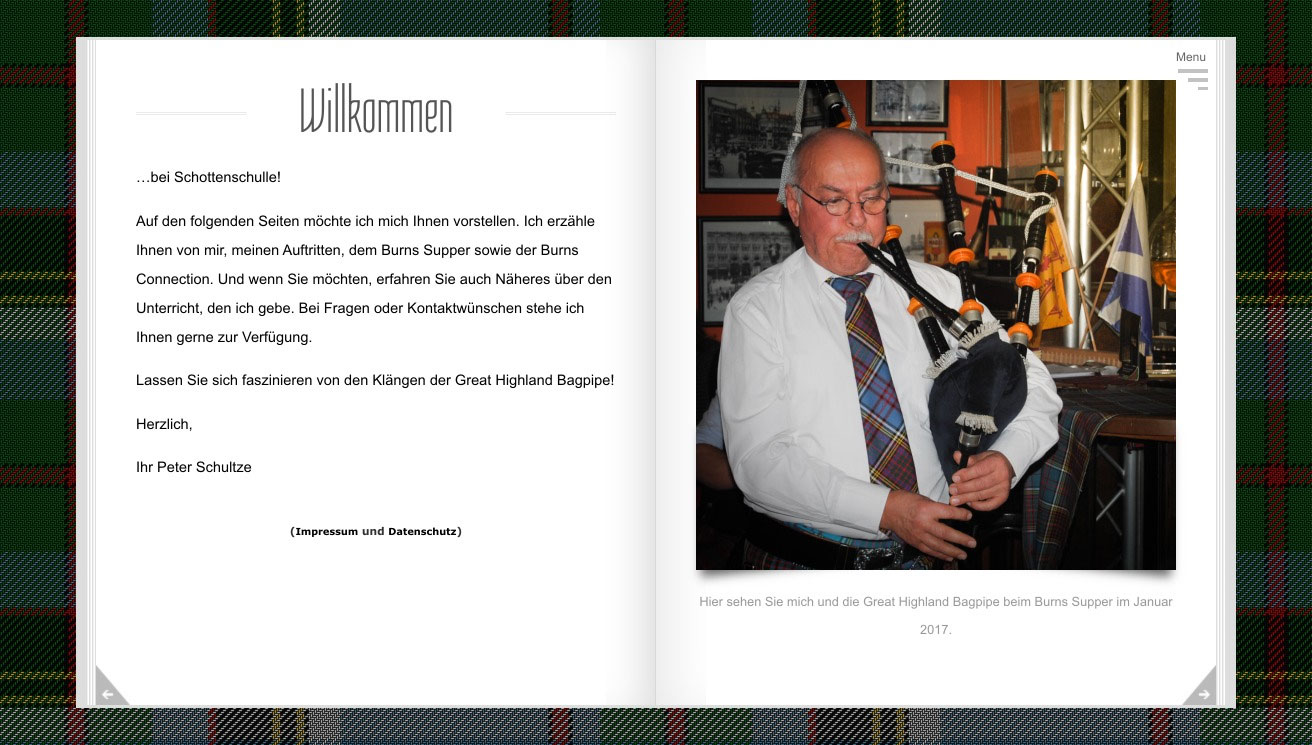 Menu
Willkommen
…bei Schottenschulle!
Auf den folgenden Seiten möchte ich mich Ihnen vorstellen. Ich erzähle
Ihnen von mir, meinen Auftritten, dem Burns Supper sowie der Burns
Connection. Und wenn Sie möchten, erfahren Sie auch Näheres über den
Unterricht, den ich gebe. Bei Fragen oder Kontaktwünschen stehe ich
Ihnen gerne zur Verfügung.
Lassen Sie sich faszinieren von den Klängen der Great Highland Bagpipe!
Herzlich,
Ihr Peter Schultze
(Impressum und Datenschutz)
Hier sehen Sie mich und die Great Highland Bagpipe beim Burns Supper im Januar
2017.